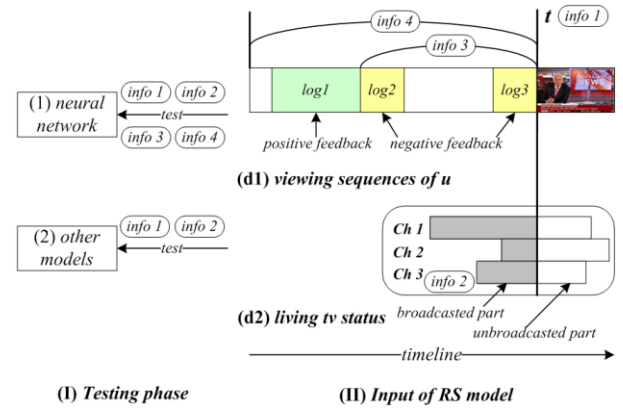 info 4
t info 1
info 3
log1
log2
log3
NEWS
positive feedback
negative feedback
(d1) viewing sequences of u
(1) neural
network
info 1 info 2
test
info 3 info 4
(2) other
models
info 1 info 2
test
Ch 1
Ch 2
Ch 3
info 2
broadcasted part
unbroadcasted part
(d2) living tv status
timeline
(I) Testing phase
(II) Input of RS model